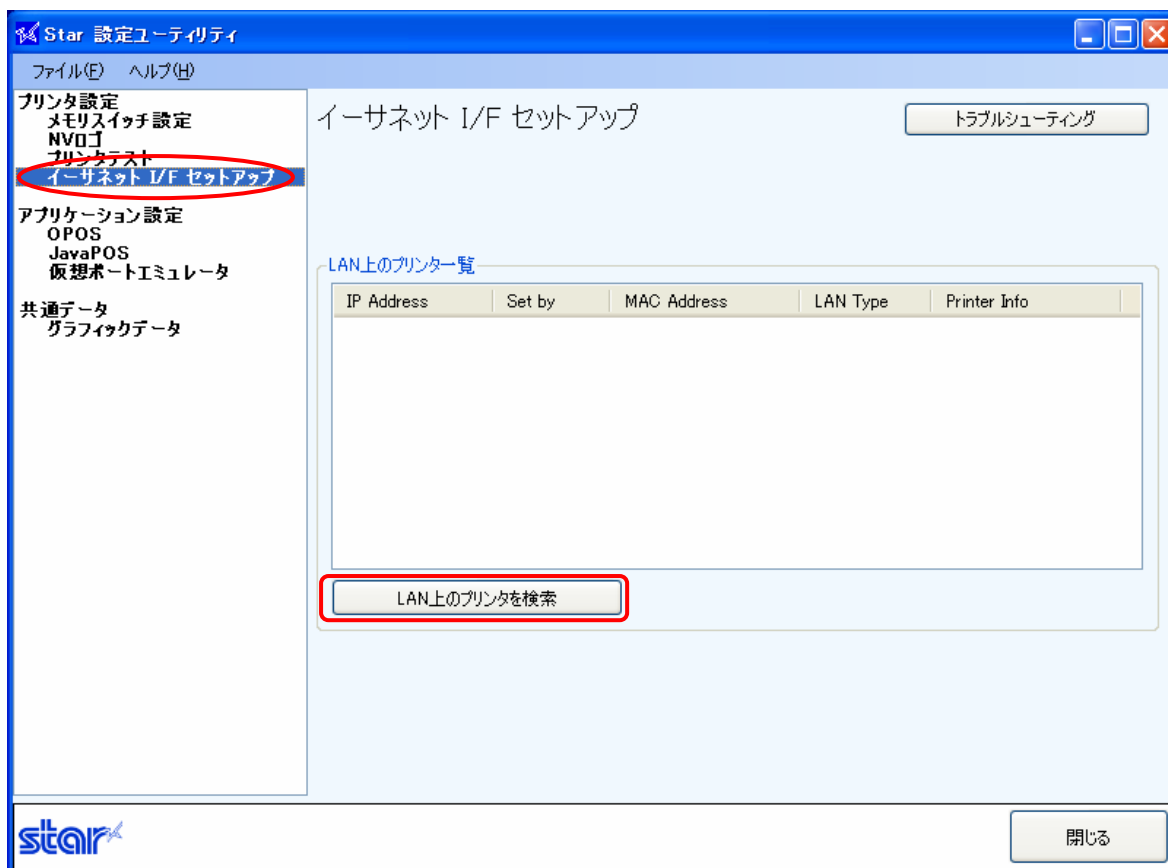 Star 設定ユーティリティ
ファイル(F) ヘルプ(H)
プリンタ設定
メモリスイッチ設定
NVロゴ
プリンタテスト
イーサネット I/F セットアップ
アプリケーション設定
OPOS
JavaPOS
仮想ポートエミュレータ
共通データ
グラフィックデータ
イーサネット I/F セットアップ
トラブルシューティング
LAN上のプリンター覧
IP Address Set by MAC Address LAN Type Printer Info
LAN上のプリンタを検索
star
閉じる